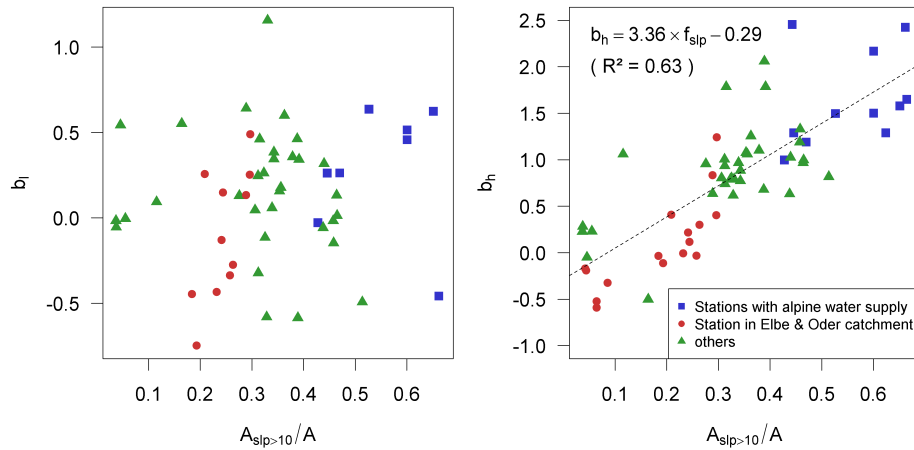 1.0
0.5
0.0
-0.5
b_l
0.1 0.2 0.3 0.4 0.5 0.6
A_slp>10/A
2.5
2.0
1.5
1.0
0.5
0.0
-0.5
-1.0
b_h
b_h = 3.36 × f_slp − 0.29
( R² = 0.63 )
Stations with alpine water supply
Station in Elbe & Oder catchment
others
0.1 0.2 0.3 0.4 0.5 0.6
A_slp>10/A